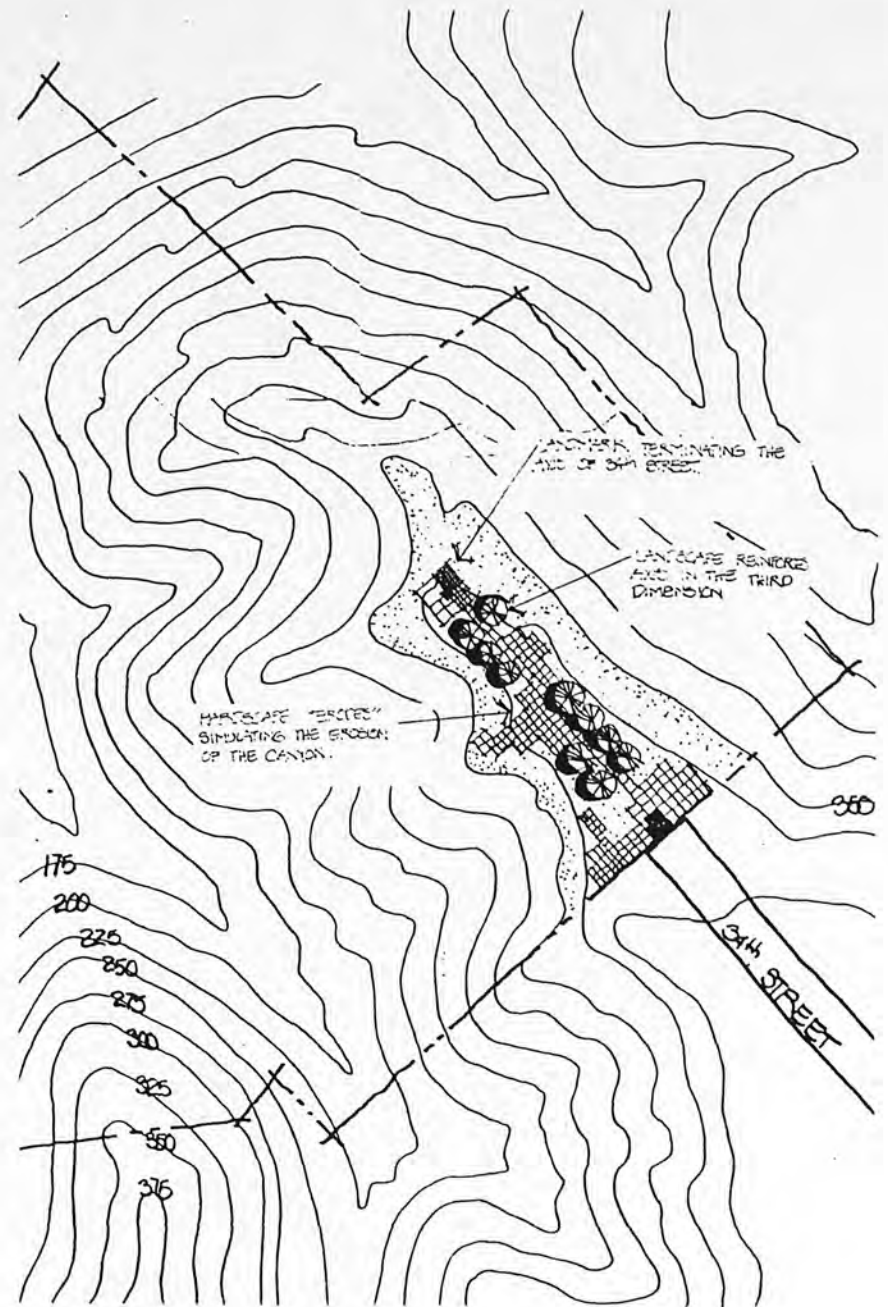 LANDMARK TERMINATING THE
AXIS OF 34TH STREET.
LANDSCAPE REINFORCES
AXIS IN THE THIRD
DIMENSION
HARDSCAPE "ERODES"
SIMULATING THE EROSION
OF THE CANYON.
350
175
200
225
250
275
300
325
350
375
34TH STREET